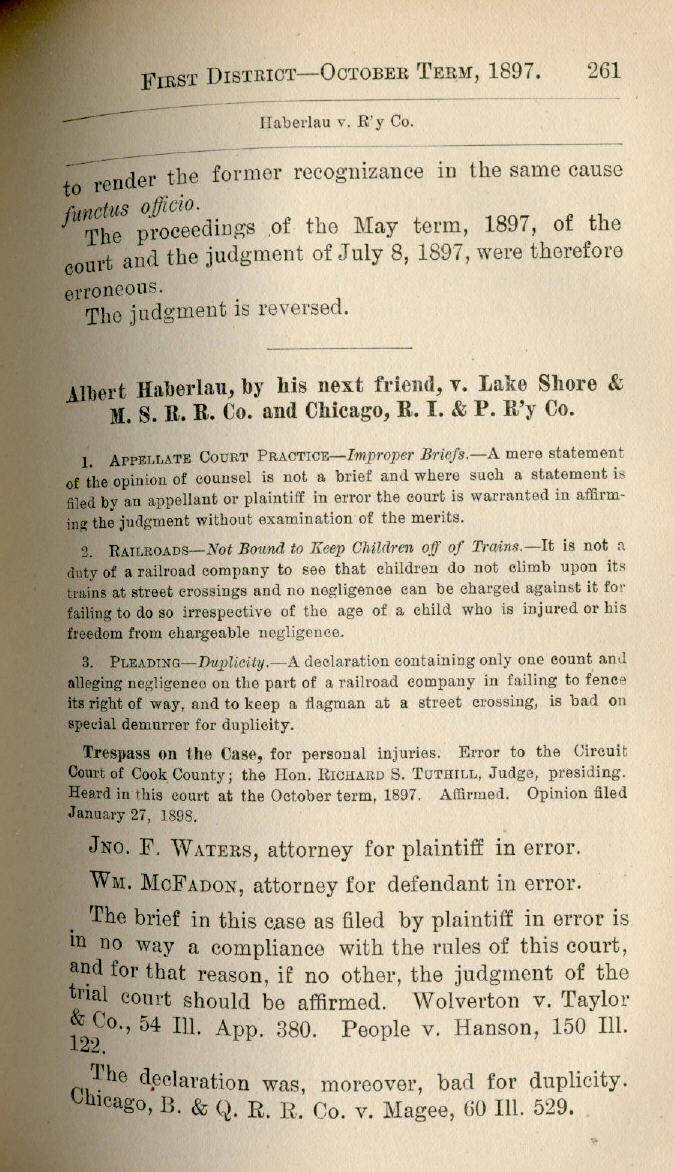 FIRST DISTRICT—OCTOBER TERM, 1897. 261
Haberlau v. R'y Co.
to render the former recognizance in the same cause
functus officio.
The proceedings of the May term, 1897, of the
court and the judgment of July 8, 1897, were therefore
erroneous.
The judgment is reversed.
Albert Haberlau, by his next friend, v. Lake Shore &
M. S. R. R. Co. and Chicago, R. I. & P. R'y Co.
1. APPELLATE COURT PRACTICE—Improper Briefs.—A mere statement
of the opinion of counsel is not a brief and where such a statement is
filed by an appellant or plaintiff in error the court is warranted in affirm-
ing the judgment without examination of the merits.
2. RAILROADS—Not Bound to Keep Children off of Trains.—It is not a
duty of a railroad company to see that children do not climb upon its
trains at street crossings and no negligence can be charged against it for
failing to do so irrespective of the age of a child who is injured or his
freedom from chargeable negligence.
3. PLEADING—Duplicity.—A declaration containing only one count and
alleging negligence on the part of a railroad company in failing to fence
its right of way, and to keep a flagman at a street crossing, is bad on
special demurrer for duplicity.
Trespass on the Case, for personal injuries. Error to the Circuit
Court of Cook County; the Hon. RICHARD S. TUTHILL, Judge, presiding.
Heard in this court at the October term, 1897. Affirmed. Opinion filed
January 27, 1898.
JNO. F. WATERS, attorney for plaintiff in error.
WM. MCFADON, attorney for defendant in error.
The brief in this case as filed by plaintiff in error is
in no way a compliance with the rules of this court,
and for that reason, if no other, the judgment of the
trial court should be affirmed. Wolverton v. Taylor
& Co., 54 Ill. App. 380. People v. Hanson, 150 Ill.
122.
The declaration was, moreover, bad for duplicity.
Chicago, B. & Q. R. R. Co. v. Magee, 60 Ill. 529.